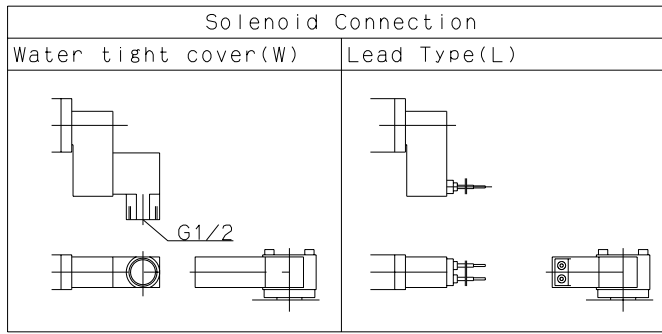 Solenoid Connection
Water tight cover(W)
Lead Type(L)
G1/2